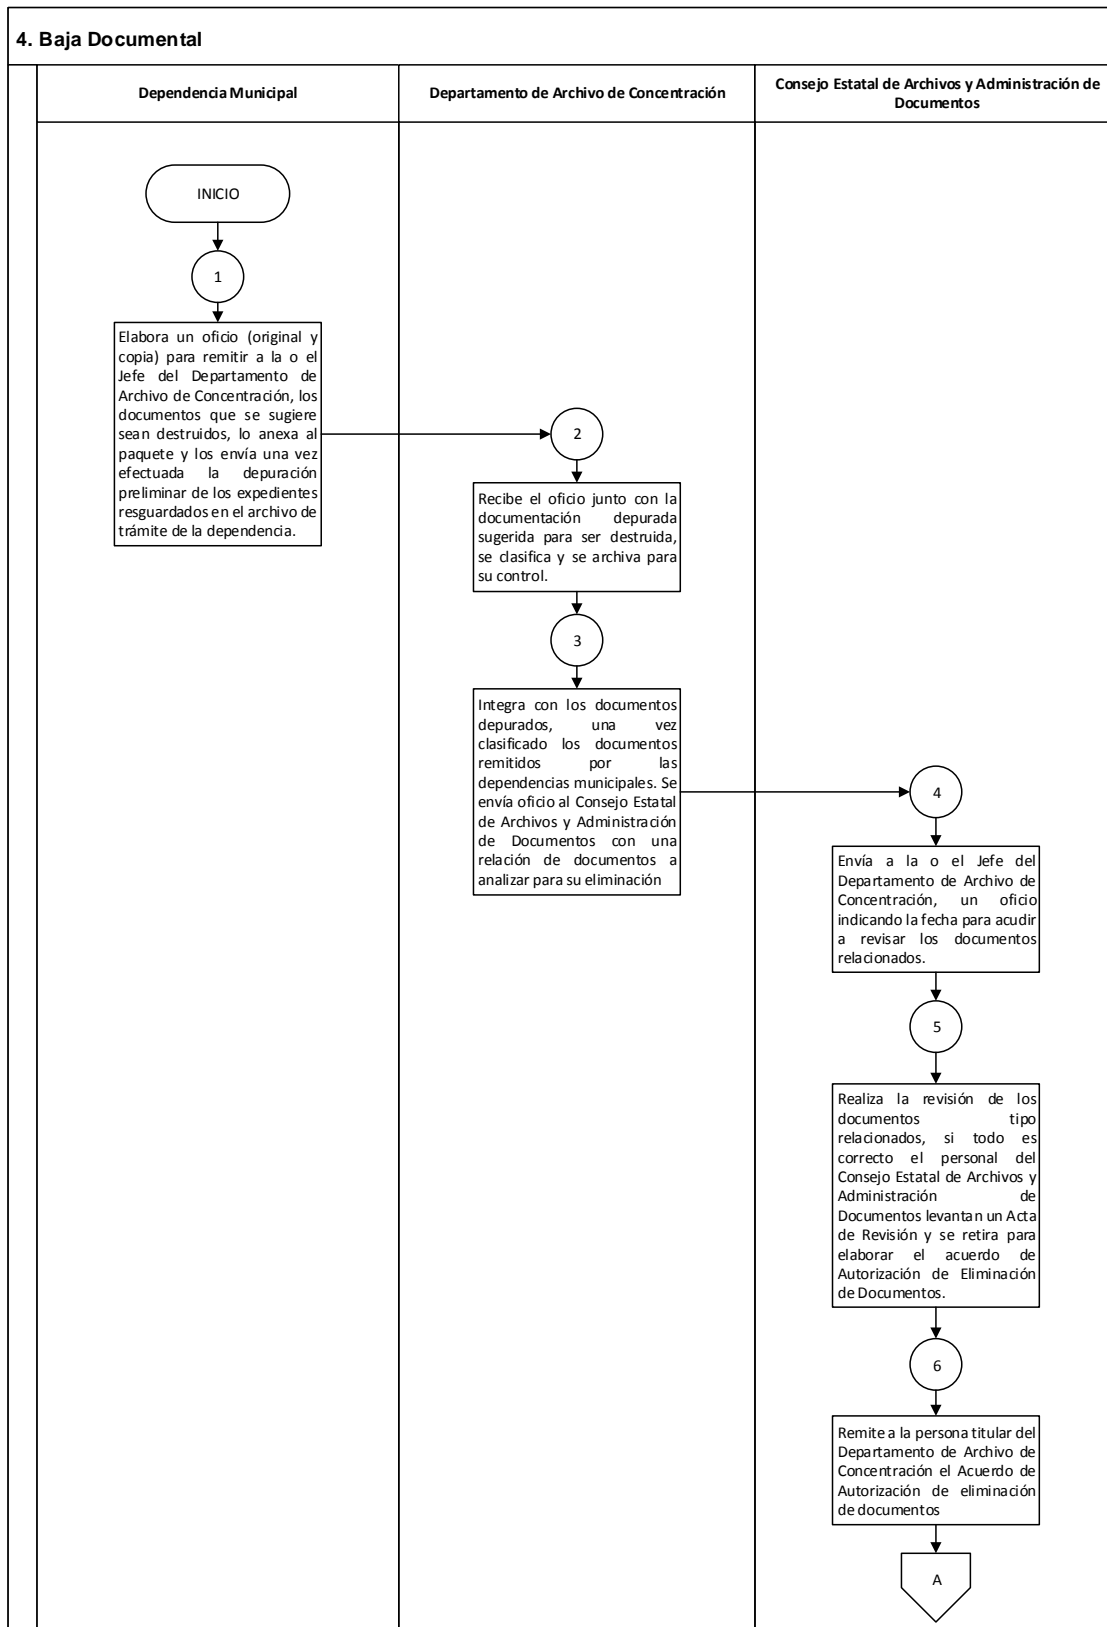 4. Baja Documental
Dependencia Municipal
Departamento de Archivo de Concentración
Consejo Estatal de Archivos y Administración de
Documentos
INICIO
1
Elabora un oficio (original y
copia) para remitir a la o el
Jefe del Departamento de
Archivo de Concentración, los
documentos que se sugiere
sean destruidos, lo anexa al
paquete y los envía una vez
efectuada la depuración
preliminar de los expedientes
resguardados en el archivo de
trámite de la dependencia.
2
Recibe el oficio junto con la
documentación depurada
sugerida para ser destruida,
se clasifica y se archiva para
su control.
3
Integra con los documentos
depurados, una vez
clasificado los documentos
remitidos por las
dependencias municipales. Se
envía oficio al Consejo Estatal
de Archivos y Administración
de Documentos con una
relación de documentos a
analizar para su eliminación
4
Envía a la o el Jefe del
Departamento de Archivo de
Concentración, un oficio
indicando la fecha para acudir
a revisar los documentos
relacionados.
5
Realiza la revisión de los
documentos tipo
relacionados, si todo es
correcto el personal del
Consejo Estatal de Archivos y
Administración de
Documentos levantan un Acta
de Revisión y se retira para
elaborar el acuerdo de
Autorización de Eliminación
de Documentos.
6
Remite a la persona titular del
Departamento de Archivo de
Concentración el Acuerdo de
Autorización de eliminación
de documentos
A